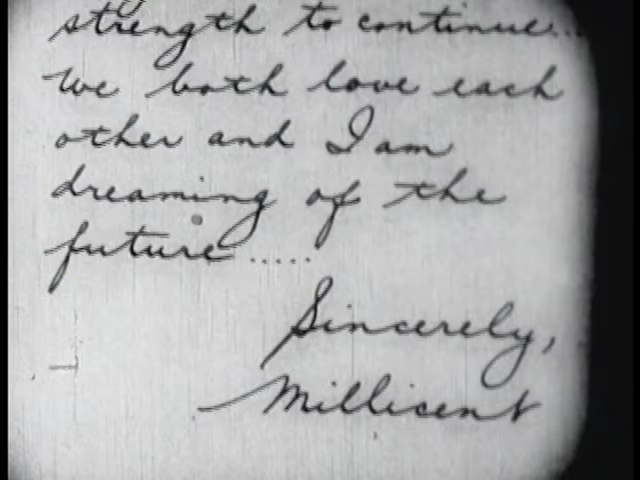 strength to continue...
We both love each
other and I am
dreaming of the
future.....
Sincerely,
Millicent